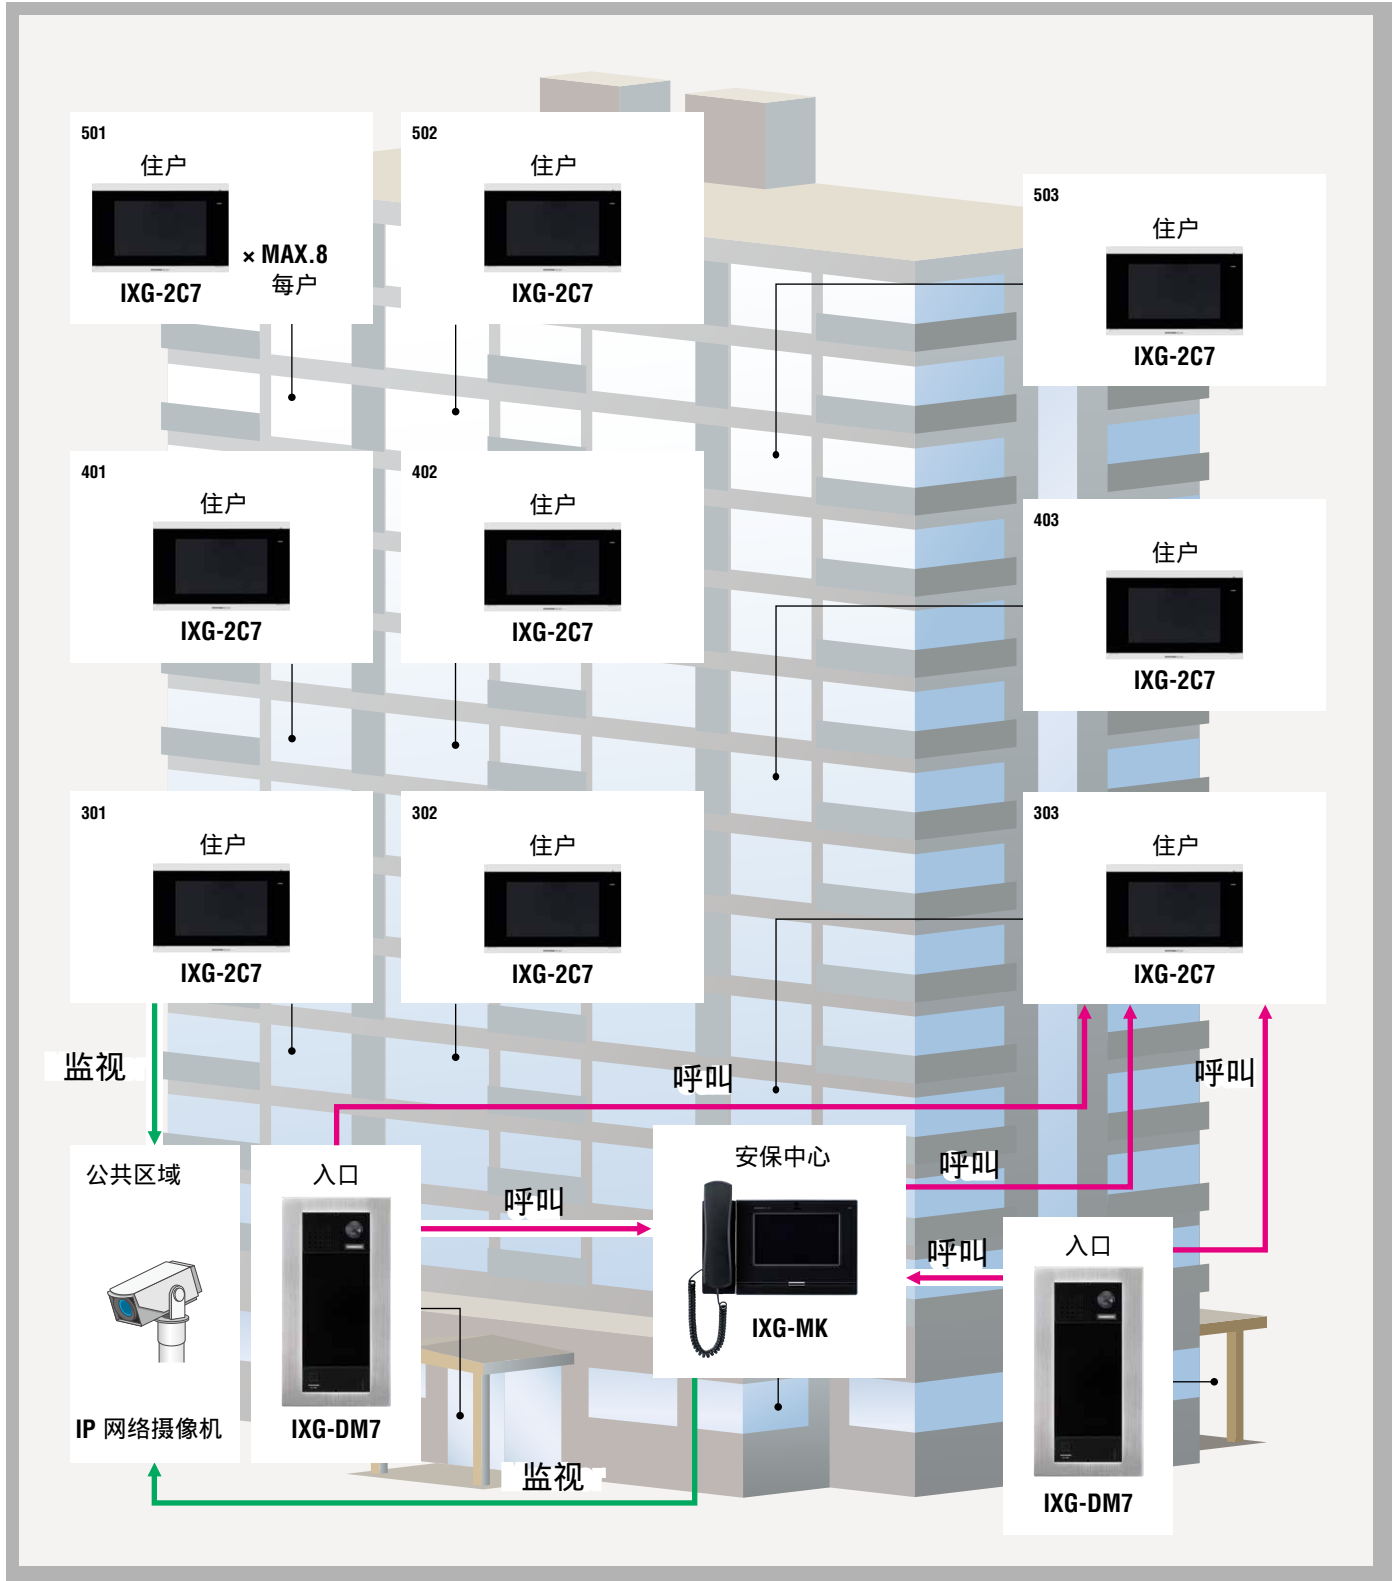 501
住户
× MAX.8
每户
IXG-2C7
502
住户
IXG-2C7
503
住户
IXG-2C7
401
住户
IXG-2C7
402
住户
IXG-2C7
403
住户
IXG-2C7
301
住户
IXG-2C7
302
住户
IXG-2C7
303
住户
IXG-2C7
监视
呼叫
呼叫
公共区域
IP 网络摄像机
入口
IXG-DM7
呼叫
安保中心
IXG-MK
呼叫
呼叫
入口
IXG-DM7
监视